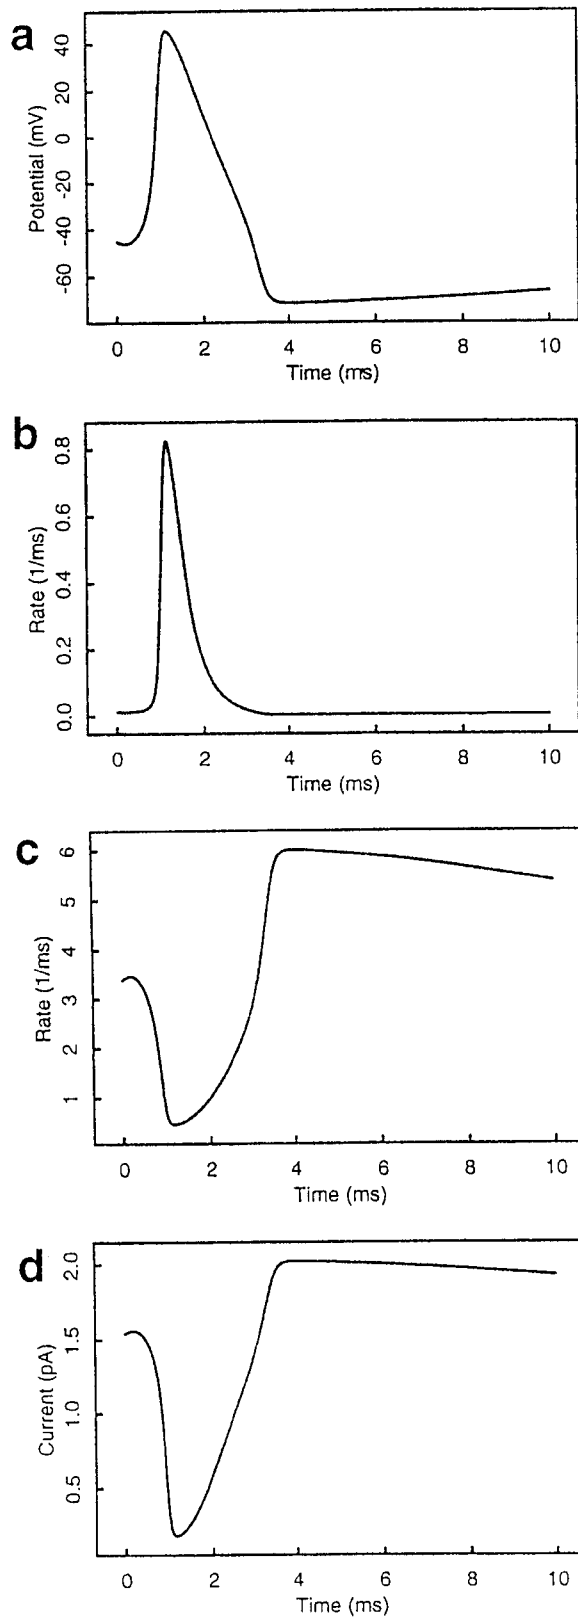 a
Potential (mV)
40
20
0
-20
-40
-60
0 2 4 6 8 10
Time (ms)
b
Rate (1/ms)
0.8
0.6
0.4
0.2
0.0
0 2 4 6 8 10
Time (ms)
c
Rate (1/ms)
6
5
4
3
2
1
0 2 4 6 8 10
Time (ms)
d
Current (pA)
2.0
1.5
1.0
0.5
0 2 4 6 8 10
Time (ms)